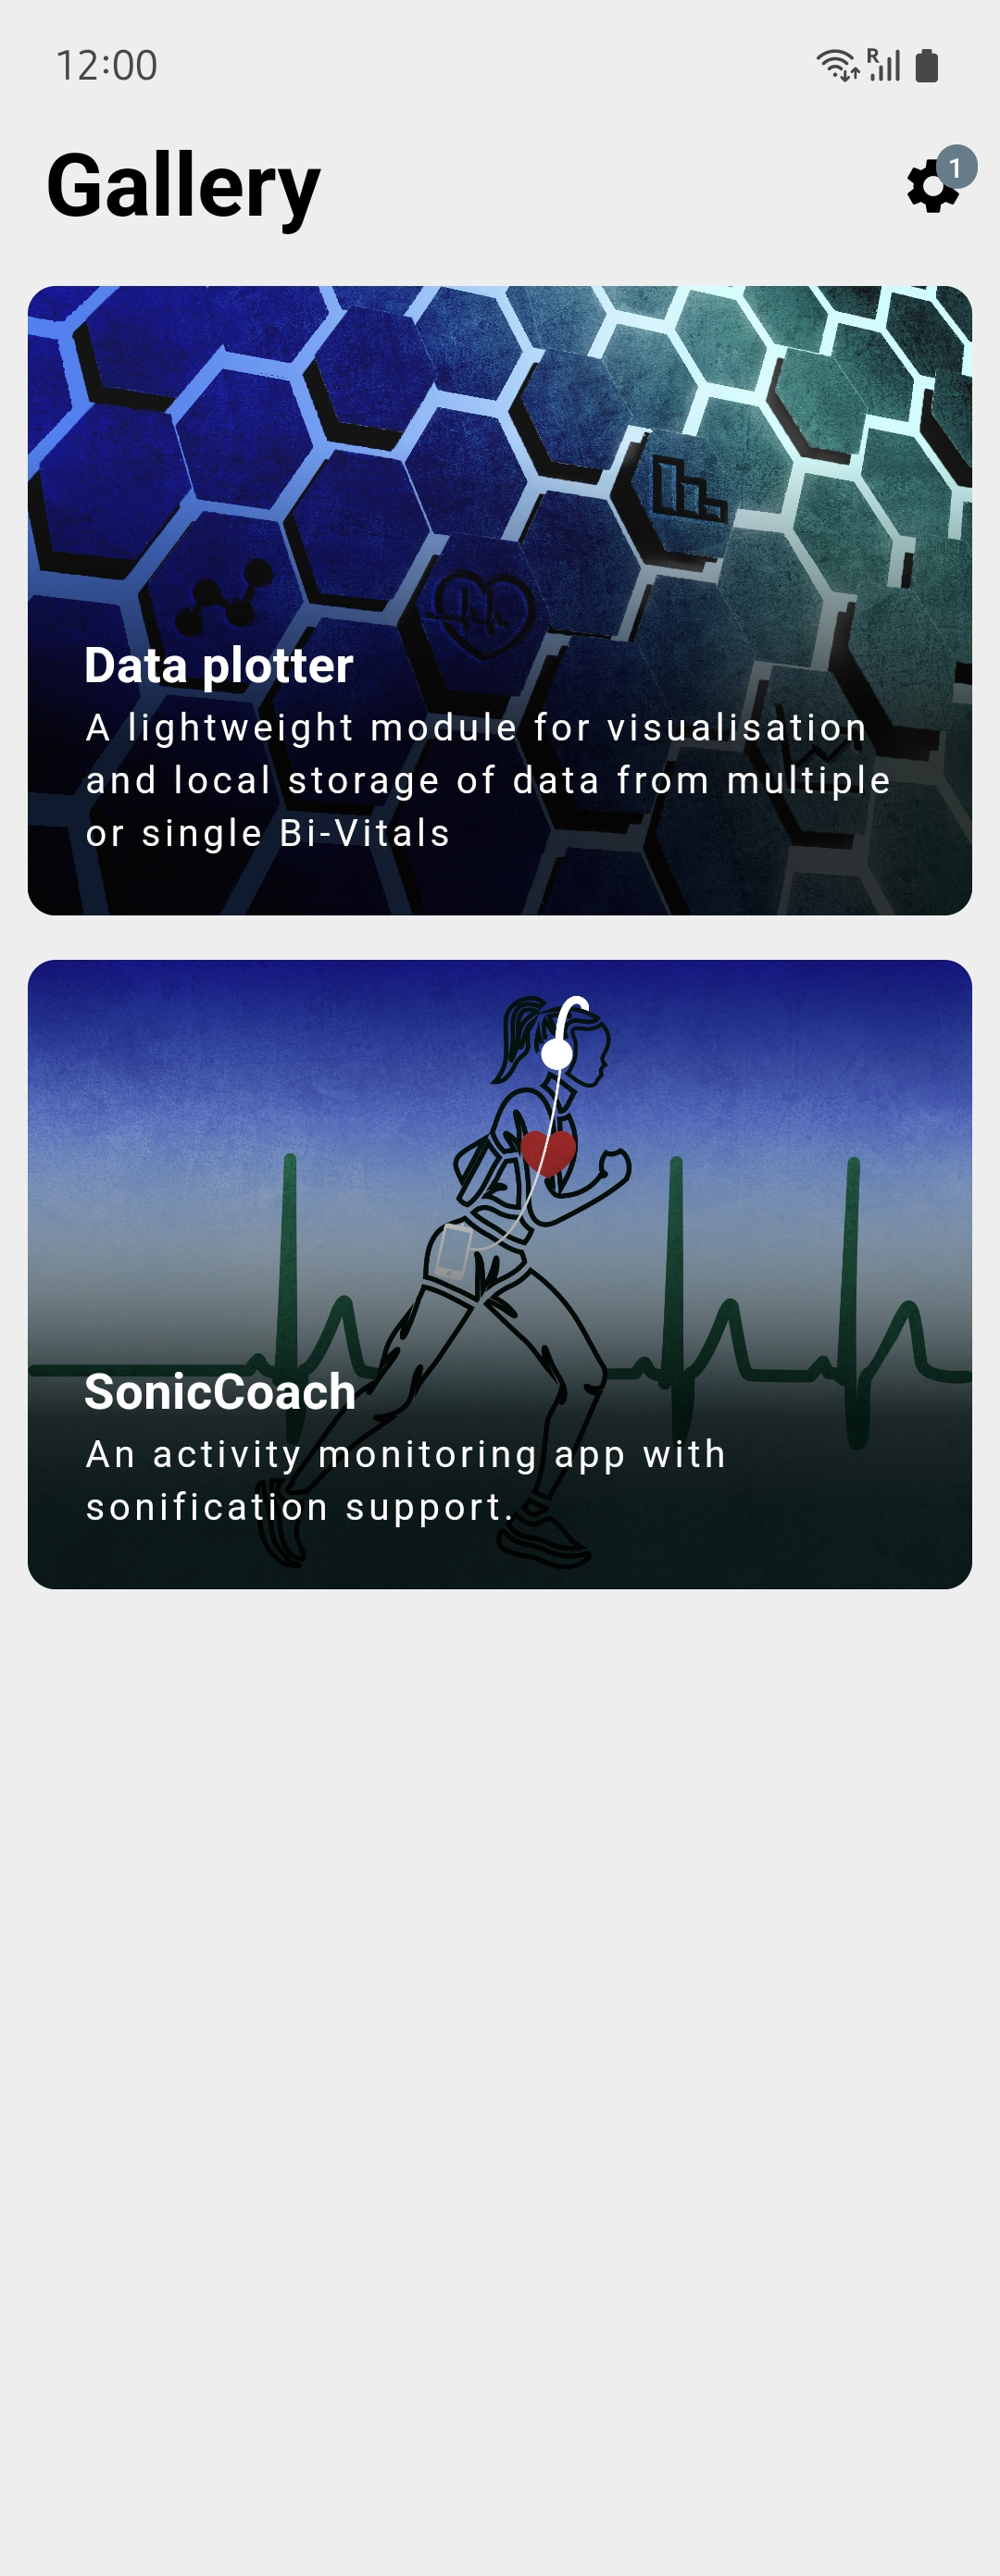 12:00
R
Gallery
1
Data plotter
A lightweight module for visualisation
and local storage of data from multiple
or single Bi-Vitals
SonicCoach
An activity monitoring app with
sonification support.